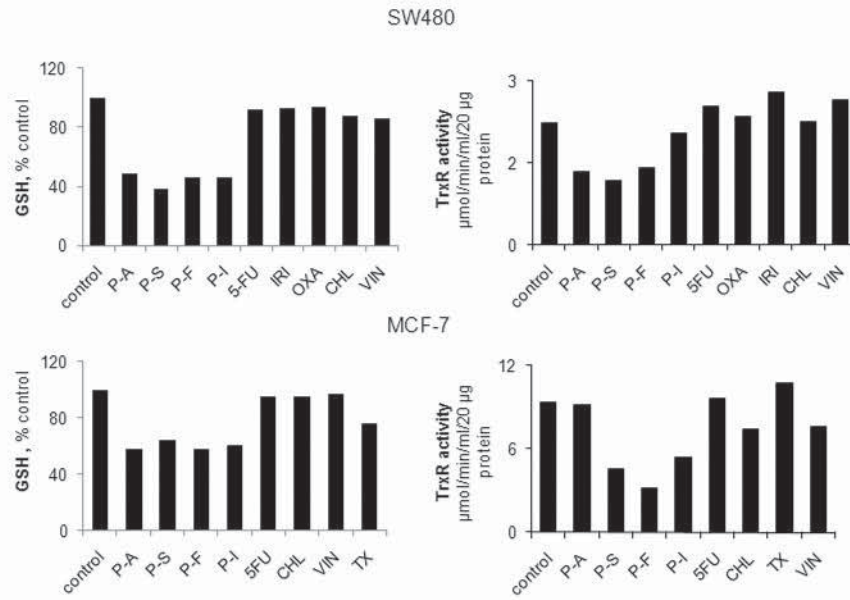 SW480
GSH, % control
120
80
40
0
control P-A P-S P-F P-I 5-FU IRI OXA CHL VIN
TrxR activity
µmol/min/ml/20 µg
protein
3
2
0
control P-A P-S P-F P-I 5FU OXA IRI CHL VIN
MCF-7
GSH, % control
120
80
40
0
control P-A P-S P-F P-I 5FU CHL VIN TX
TrxR activity
µmol/min/ml/20 µg
protein
12
6
0
control P-A P-S P-F P-I 5FU CHL TX VIN